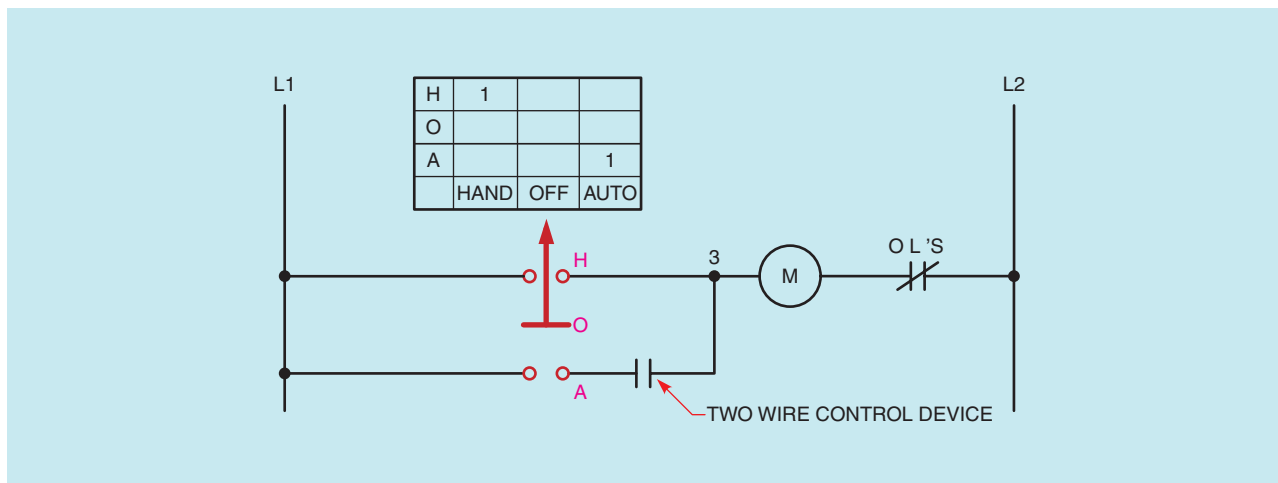 L1
L2
H 1
O
A 1
HAND OFF AUTO
H
3
M
O L 'S
O
A
TWO WIRE CONTROL DEVICE